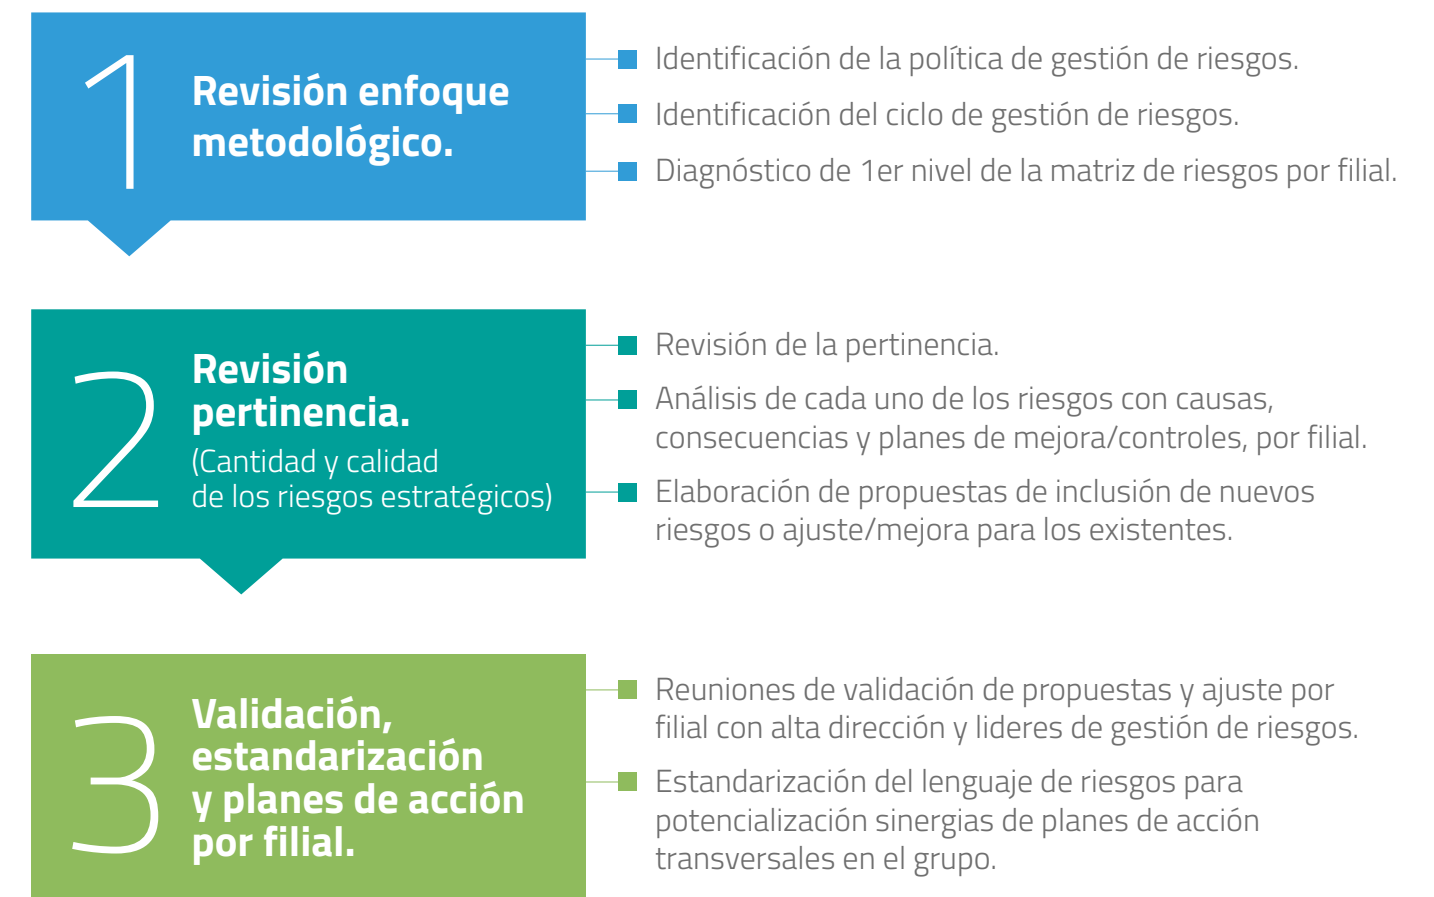 1
Revisión enfoque
metodológico.
Identificación de la política de gestión de riesgos.
Identificación del ciclo de gestión de riesgos.
Diagnóstico de 1er nivel de la matriz de riesgos por filial.
2
Revisión
pertinencia.
(Cantidad y calidad
de los riesgos estratégicos)
Revisión de la pertinencia.
Análisis de cada uno de los riesgos con causas,
consecuencias y planes de mejora/controles, por filial.
Elaboración de propuestas de inclusión de nuevos
riesgos o ajuste/mejora para los existentes.
3
Validación,
estandarización
y planes de acción
por filial.
Reuniones de validación de propuestas y ajuste por
filial con alta dirección y lideres de gestión de riesgos.
Estandarización del lenguaje de riesgos para
potencialización sinergias de planes de acción
transversales en el grupo.